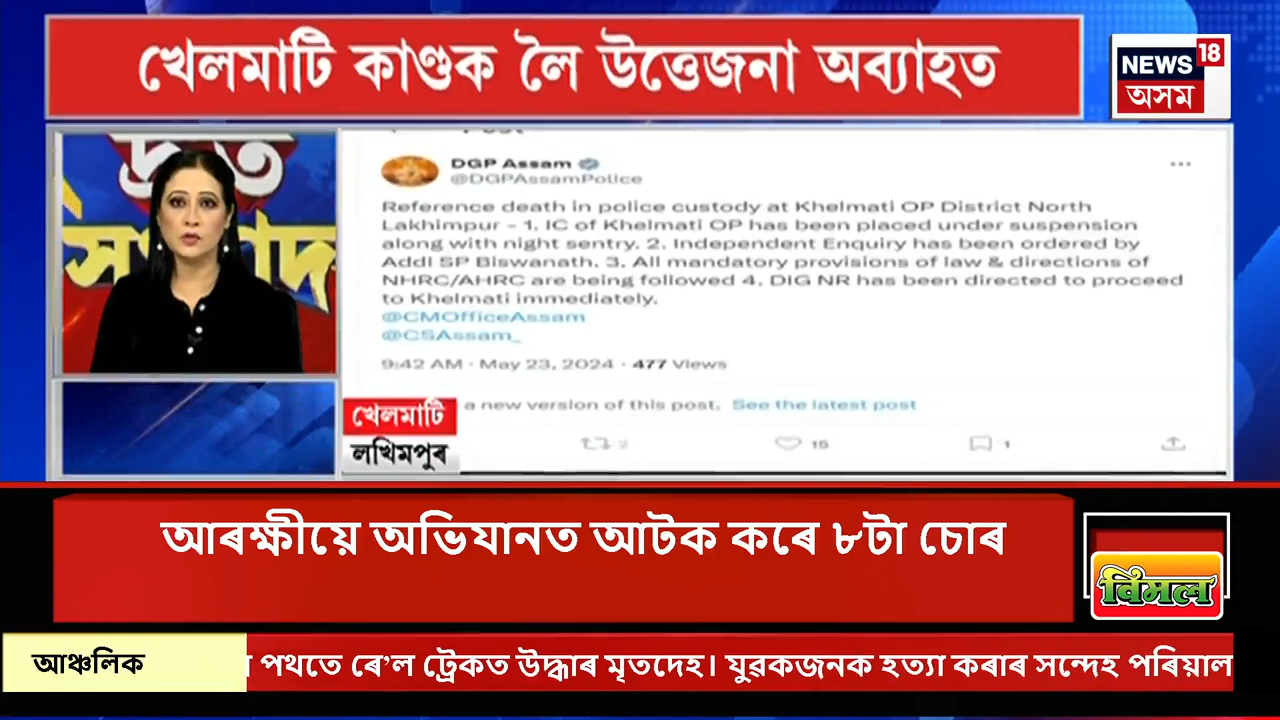 খেলমাটি কাণ্ডক লৈ উত্তেজনা অব্যাহত
NEWS 18
অসম
দ্ৰুত
সংবাদ
DGP Assam
@DGPAssamPolice
Reference death in police custody at Khelmati OP District North
Lakhimpur – 1. IC of Khelmati OP has been placed under suspension
along with night sentry. 2. Independent Enquiry has been ordered by
Addl SP Biswanath. 3. All mandatory provisions of law & directions of
NHRC/AHRC are being followed 4. DIG NR has been directed to proceed
to Khelmati immediately.
@CMOfficeAssam
@CSAssam_
9:42 AM · May 23, 2024 · 477 Views
a new version of this post. See the latest post
2 15 1
খেলমাটি
লখিমপুৰ
আৰক্ষীয়ে অভিযানত আটক কৰে ৮টা চোৰ
বিমল
আঞ্চলিক
পথতে ৰে’ল ট্ৰেকত উদ্ধাৰ মৃতদেহ। যুৱকজনক হত্যা কৰাৰ সন্দেহ পৰিয়াল